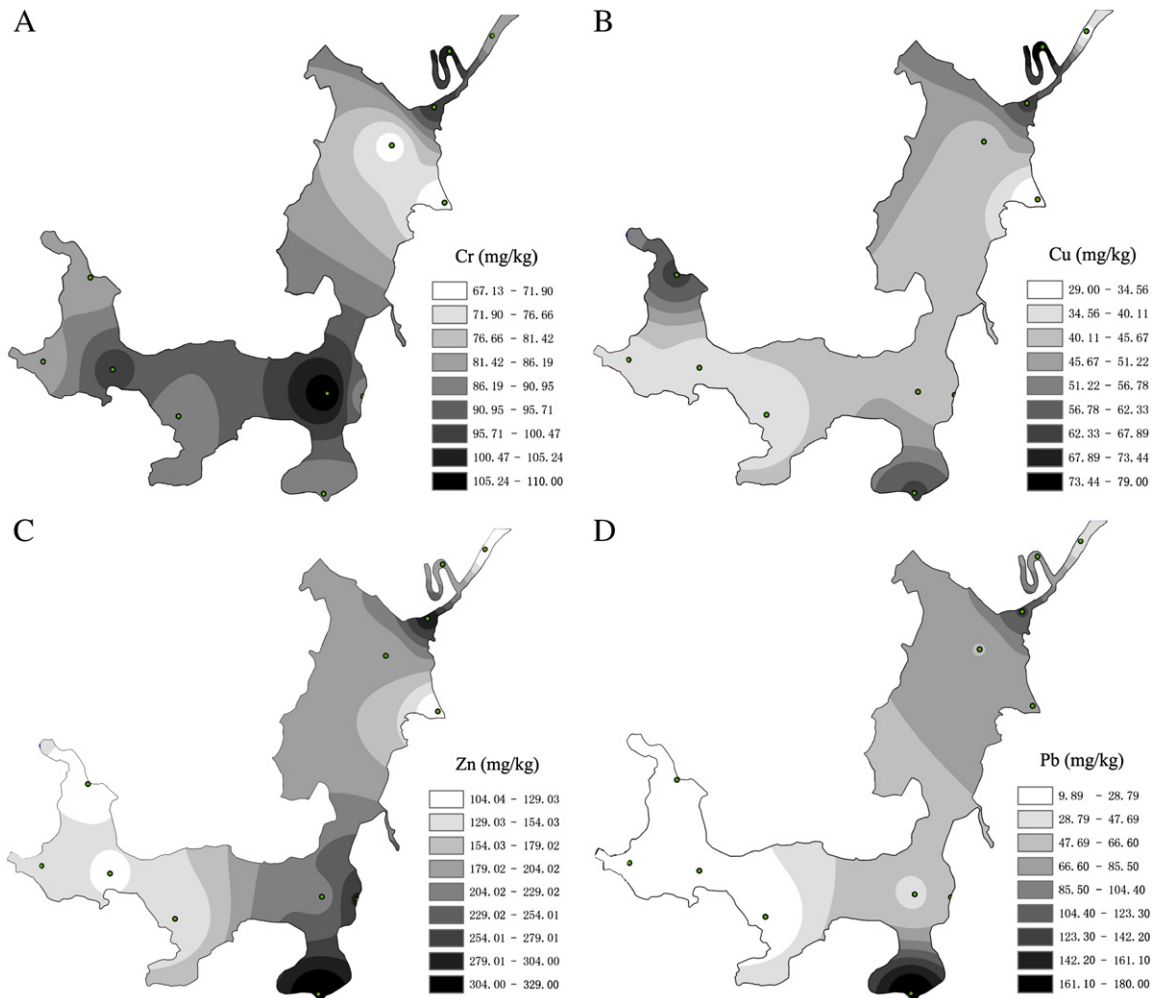 A
Cr (mg/kg)
67.13 - 71.90
71.90 - 76.66
76.66 - 81.42
81.42 - 86.19
86.19 - 90.95
90.95 - 95.71
95.71 - 100.47
100.47 - 105.24
105.24 - 110.00
B
Cu (mg/kg)
29.00 - 34.56
34.56 - 40.11
40.11 - 45.67
45.67 - 51.22
51.22 - 56.78
56.78 - 62.33
62.33 - 67.89
67.89 - 73.44
73.44 - 79.00
C
Zn (mg/kg)
104.04 - 129.03
129.03 - 154.03
154.03 - 179.02
179.02 - 204.02
204.02 - 229.02
229.02 - 254.01
254.01 - 279.01
279.01 - 304.00
304.00 - 329.00
D
Pb (mg/kg)
9.89 - 28.79
28.79 - 47.69
47.69 - 66.60
66.60 - 85.50
85.50 - 104.40
104.40 - 123.30
123.30 - 142.20
142.20 - 161.10
161.10 - 180.00